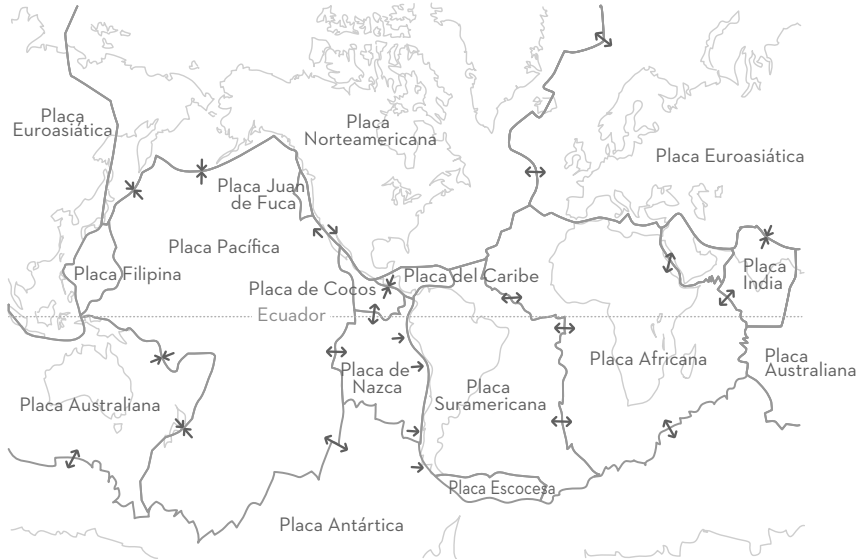 Placa
Euroasiática
Placa
Norteamericana
Placa Euroasiática
Placa Juan
de Fuca
Placa Pacífica
Placa Filipina
Placa de Cocos
Placa del Caribe
Placa
India
Ecuador
Placa de
Nazca
Placa Africana
Placa
Australiana
Placa
Suramericana
Placa Australiana
Placa Escocesa
Placa Antártica